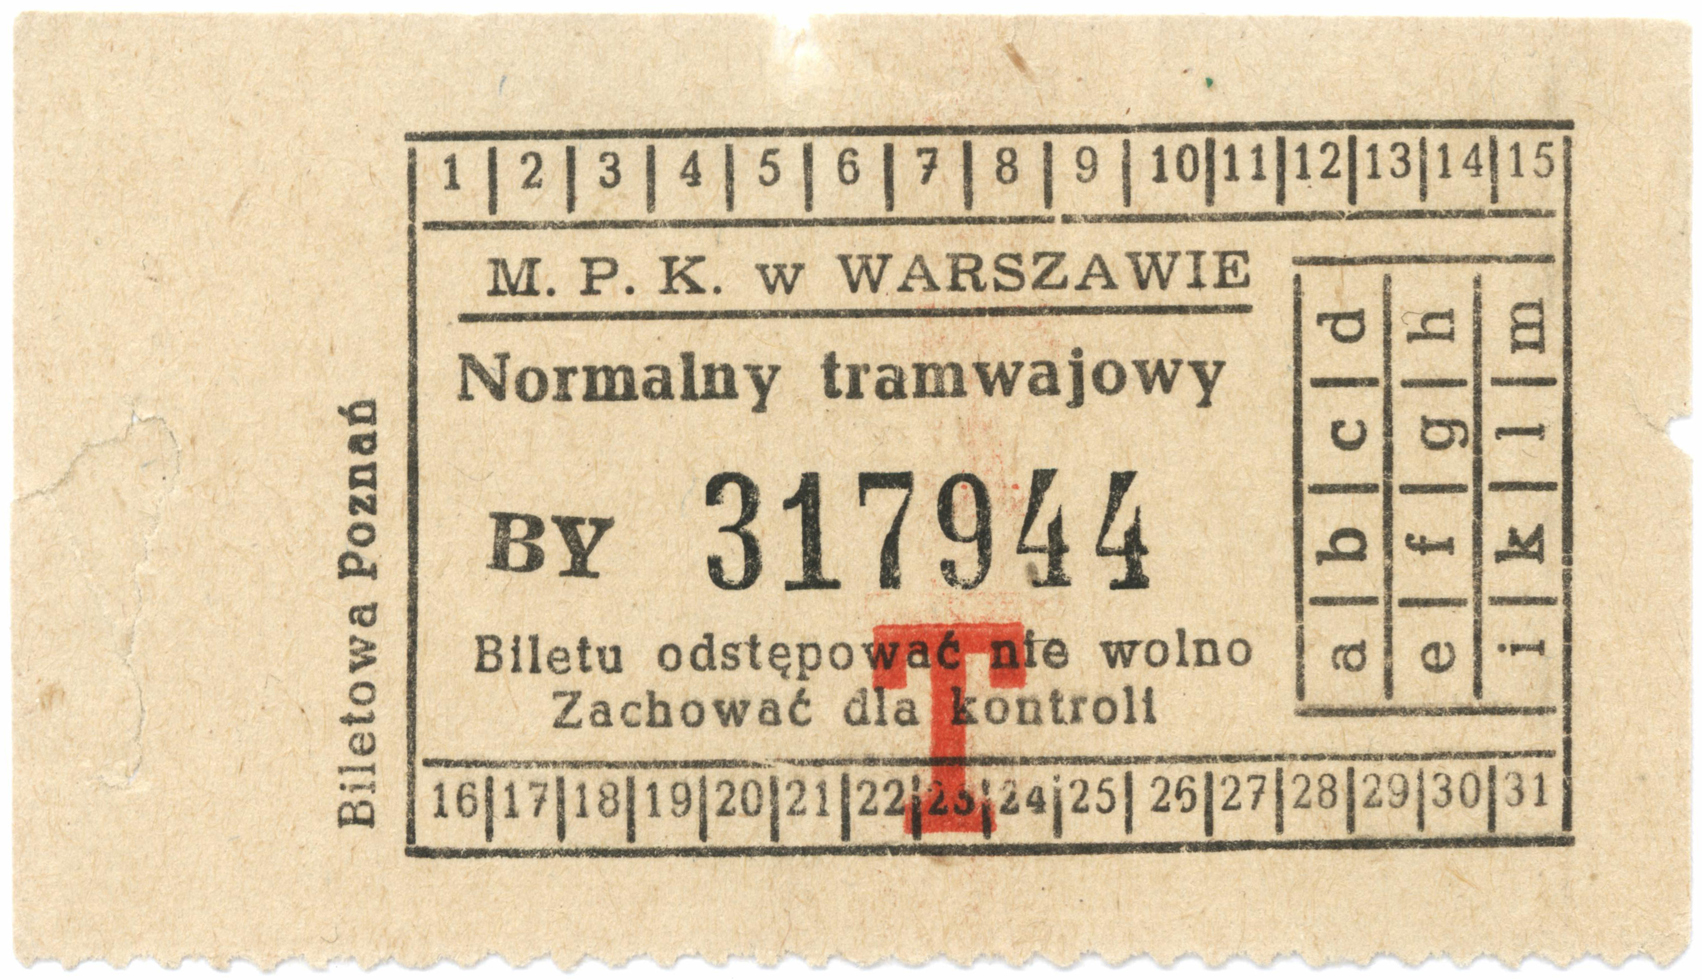 1 2 3 4 5 6 7 8 9 10 11 12 13 14 15
M. P. K. w WARSZAWIE
Normalny tramwajowy
BY 317944
Biletu odstępować nie wolno
Zachować dla kontroli
T
16 17 18 19 20 21 22 23 24 25 26 27 28 29 30 31
a b c d
e f g h
i k l m
Biletowa Poznań